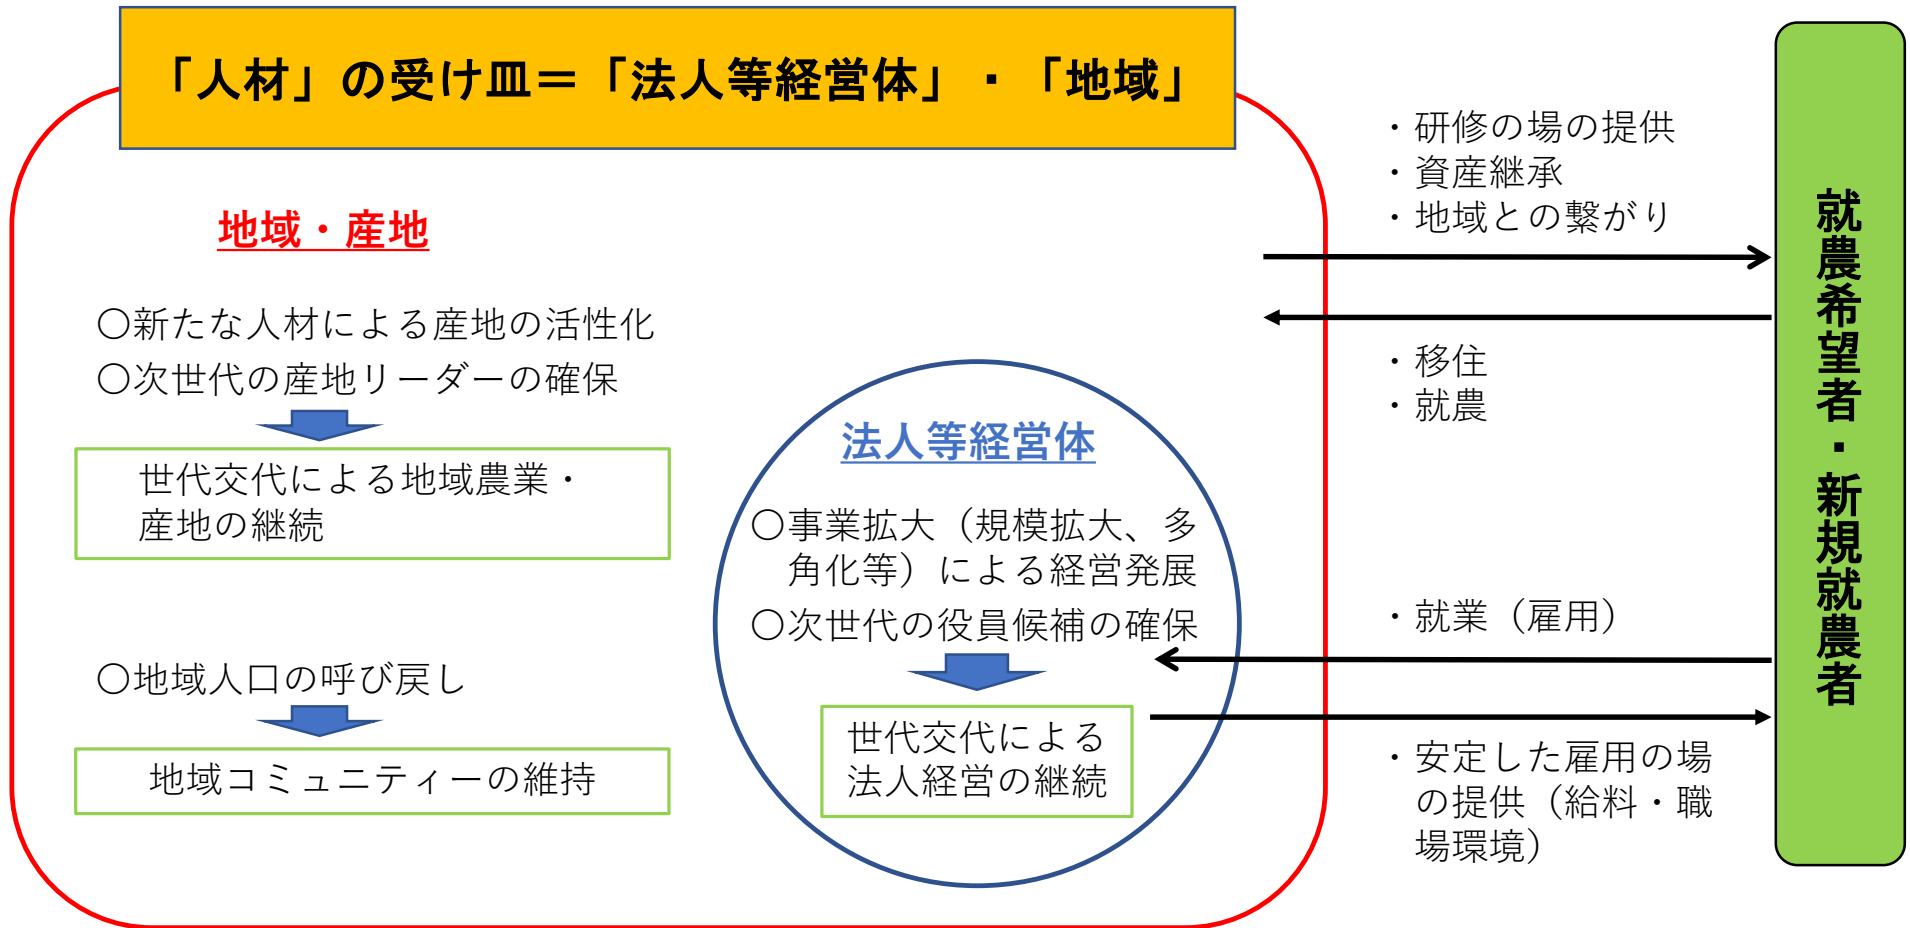 「人材」の受け皿＝「法人等経営体」・「地域」
地域・産地
〇新たな人材による産地の活性化
〇次世代の産地リーダーの確保
世代交代による地域農業・
産地の継続
〇地域人口の呼び戻し
地域コミュニティーの維持
法人等経営体
〇事業拡大（規模拡大、多
角化等）による経営発展
〇次世代の役員候補の確保
世代交代による
法人経営の継続
・研修の場の提供
・資産継承
・地域との繋がり
・移住
・就農
・就業（雇用）
・安定した雇用の場
の提供（給料・職
場環境）
就農希望者・新規就農者